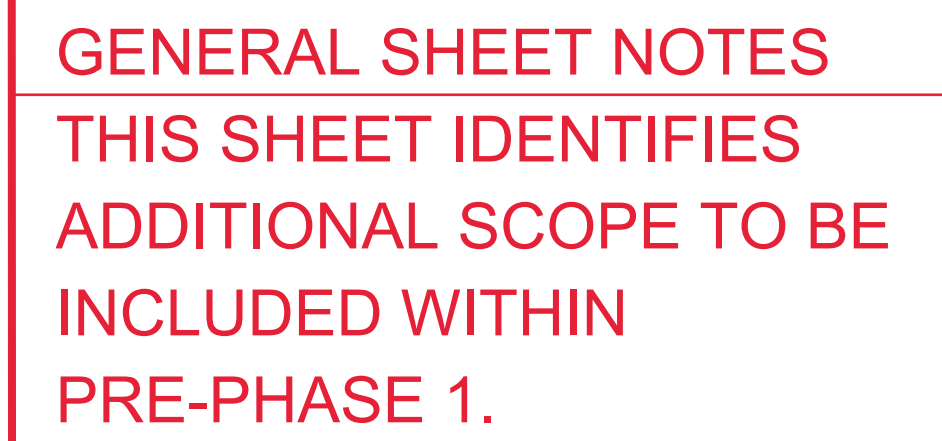 GENERAL SHEET NOTES
THIS SHEET IDENTIFIES
ADDITIONAL SCOPE TO BE
INCLUDED WITHIN
PRE-PHASE 1.